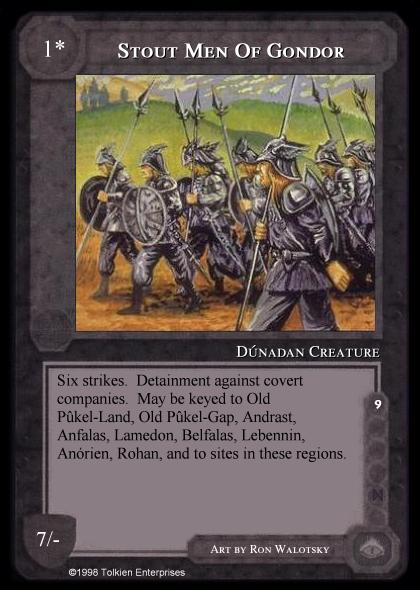 1*
STOUT MEN OF GONDOR
DÚNADAN CREATURE
Six strikes. Detainment against covert
companies. May be keyed to Old
Pûkel-Land, Old Pûkel-Gap, Andrast,
Anfalas, Lamedon, Belfalas, Lebennin,
Anórien, Rohan, and to sites in these regions.
9
7/-
ART BY RON WALOTSKY
©1998 Tolkien Enterprises